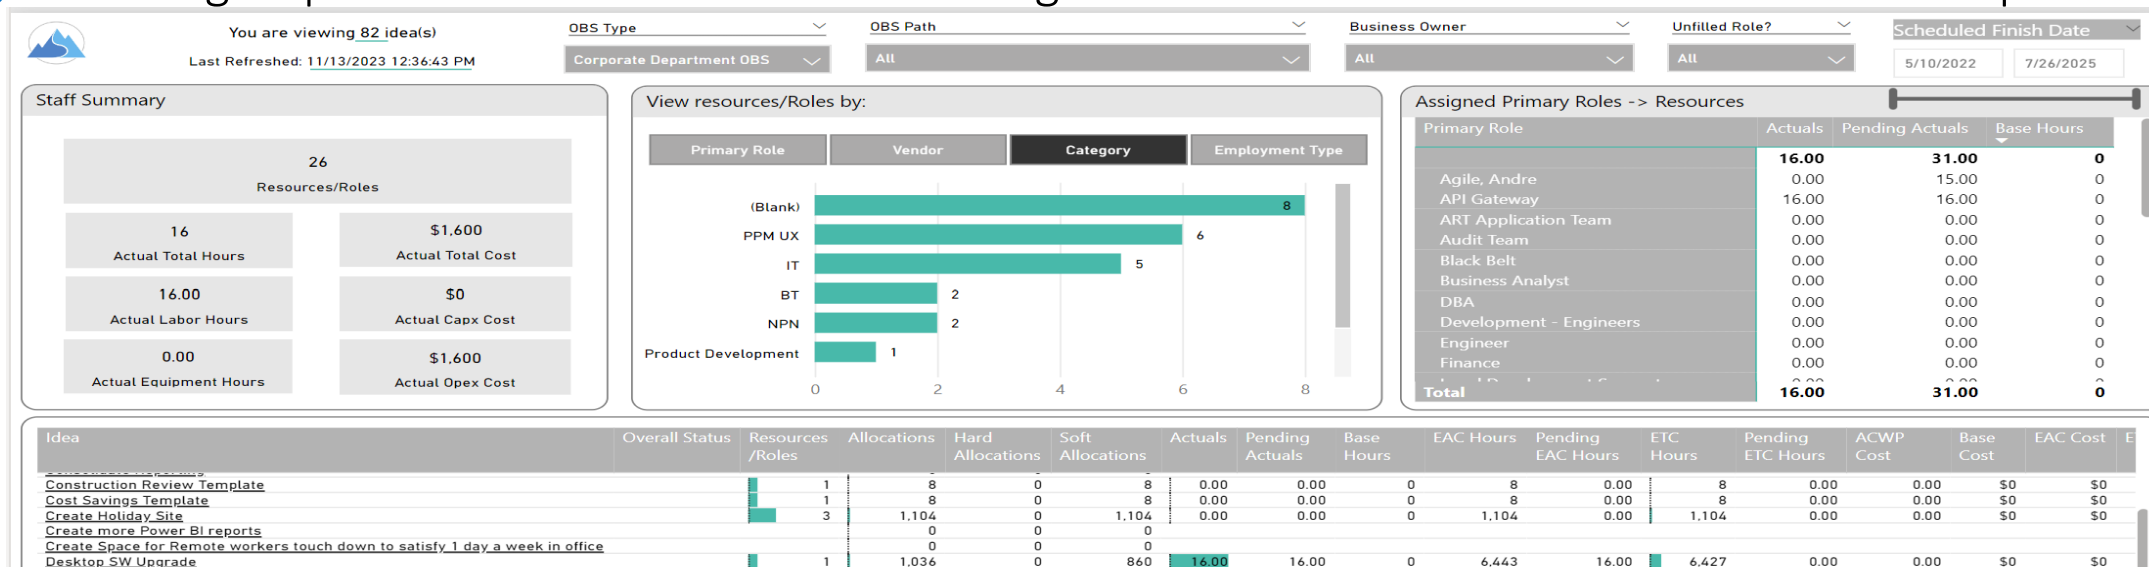 You are viewing 82 idea(s)
Last Refreshed: 11/13/2023 12:36:43 PM
OBS Type
Corporate Department OBS
OBS Path
All
Business Owner
All
Unfilled Role?
All
Scheduled Finish Date
5/10/2022 7/26/2025
Staff Summary
26
Resources/Roles
16
Actual Total Hours
$1,600
Actual Total Cost
16.00
Actual Labor Hours
$0
Actual Capx Cost
0.00
Actual Equipment Hours
$1,600
Actual Opex Cost
View resources/Roles by:
Primary Role Vendor Category Employment Type
(Blank) 8
PPM UX 6
IT 5
BT 2
NPN 2
Product Development 1
0 2 4 6 8
Assigned Primary Roles -> Resources
Primary Role Actuals Pending Actuals Base Hours
16.00 31.00 0
Agile, Andre 0.00 15.00 0
API Gateway 16.00 16.00 0
ART Application Team 0.00 0.00 0
Audit Team 0.00 0.00 0
Black Belt 0.00 0.00 0
Business Analyst 0.00 0.00 0
DBA 0.00 0.00 0
Development - Engineers 0.00 0.00 0
Engineer 0.00 0.00 0
Finance 0.00 0.00 0
Total 16.00 31.00 0
Idea Overall Status Resources /Roles Allocations Hard Allocations Soft Allocations Actuals Pending Actuals Base Hours EAC Hours Pending EAC Hours ETC Hours Pending ETC Hours ACWP Cost Base Cost EAC Cost E
Construction Review Template 1 8 0 8 0.00 0.00 0 8 0.00 8 0.00 0.00 $0 $0
Cost Savings Template 1 8 0 8 0.00 0.00 0 8 0.00 8 0.00 0.00 $0 $0
Create Holiday Site 3 1,104 0 1,104 0.00 0.00 0 1,104 0.00 1,104 0.00 0.00 $0 $0
Create more Power BI reports 0 0 0
Create Space for Remote workers touch down to satisfy 1 day a week in office 0 0 0
Desktop SW Upgrade 1 1,036 0 860 16.00 16.00 0 6,443 16.00 6,427 0.00 0.00 $0 $0